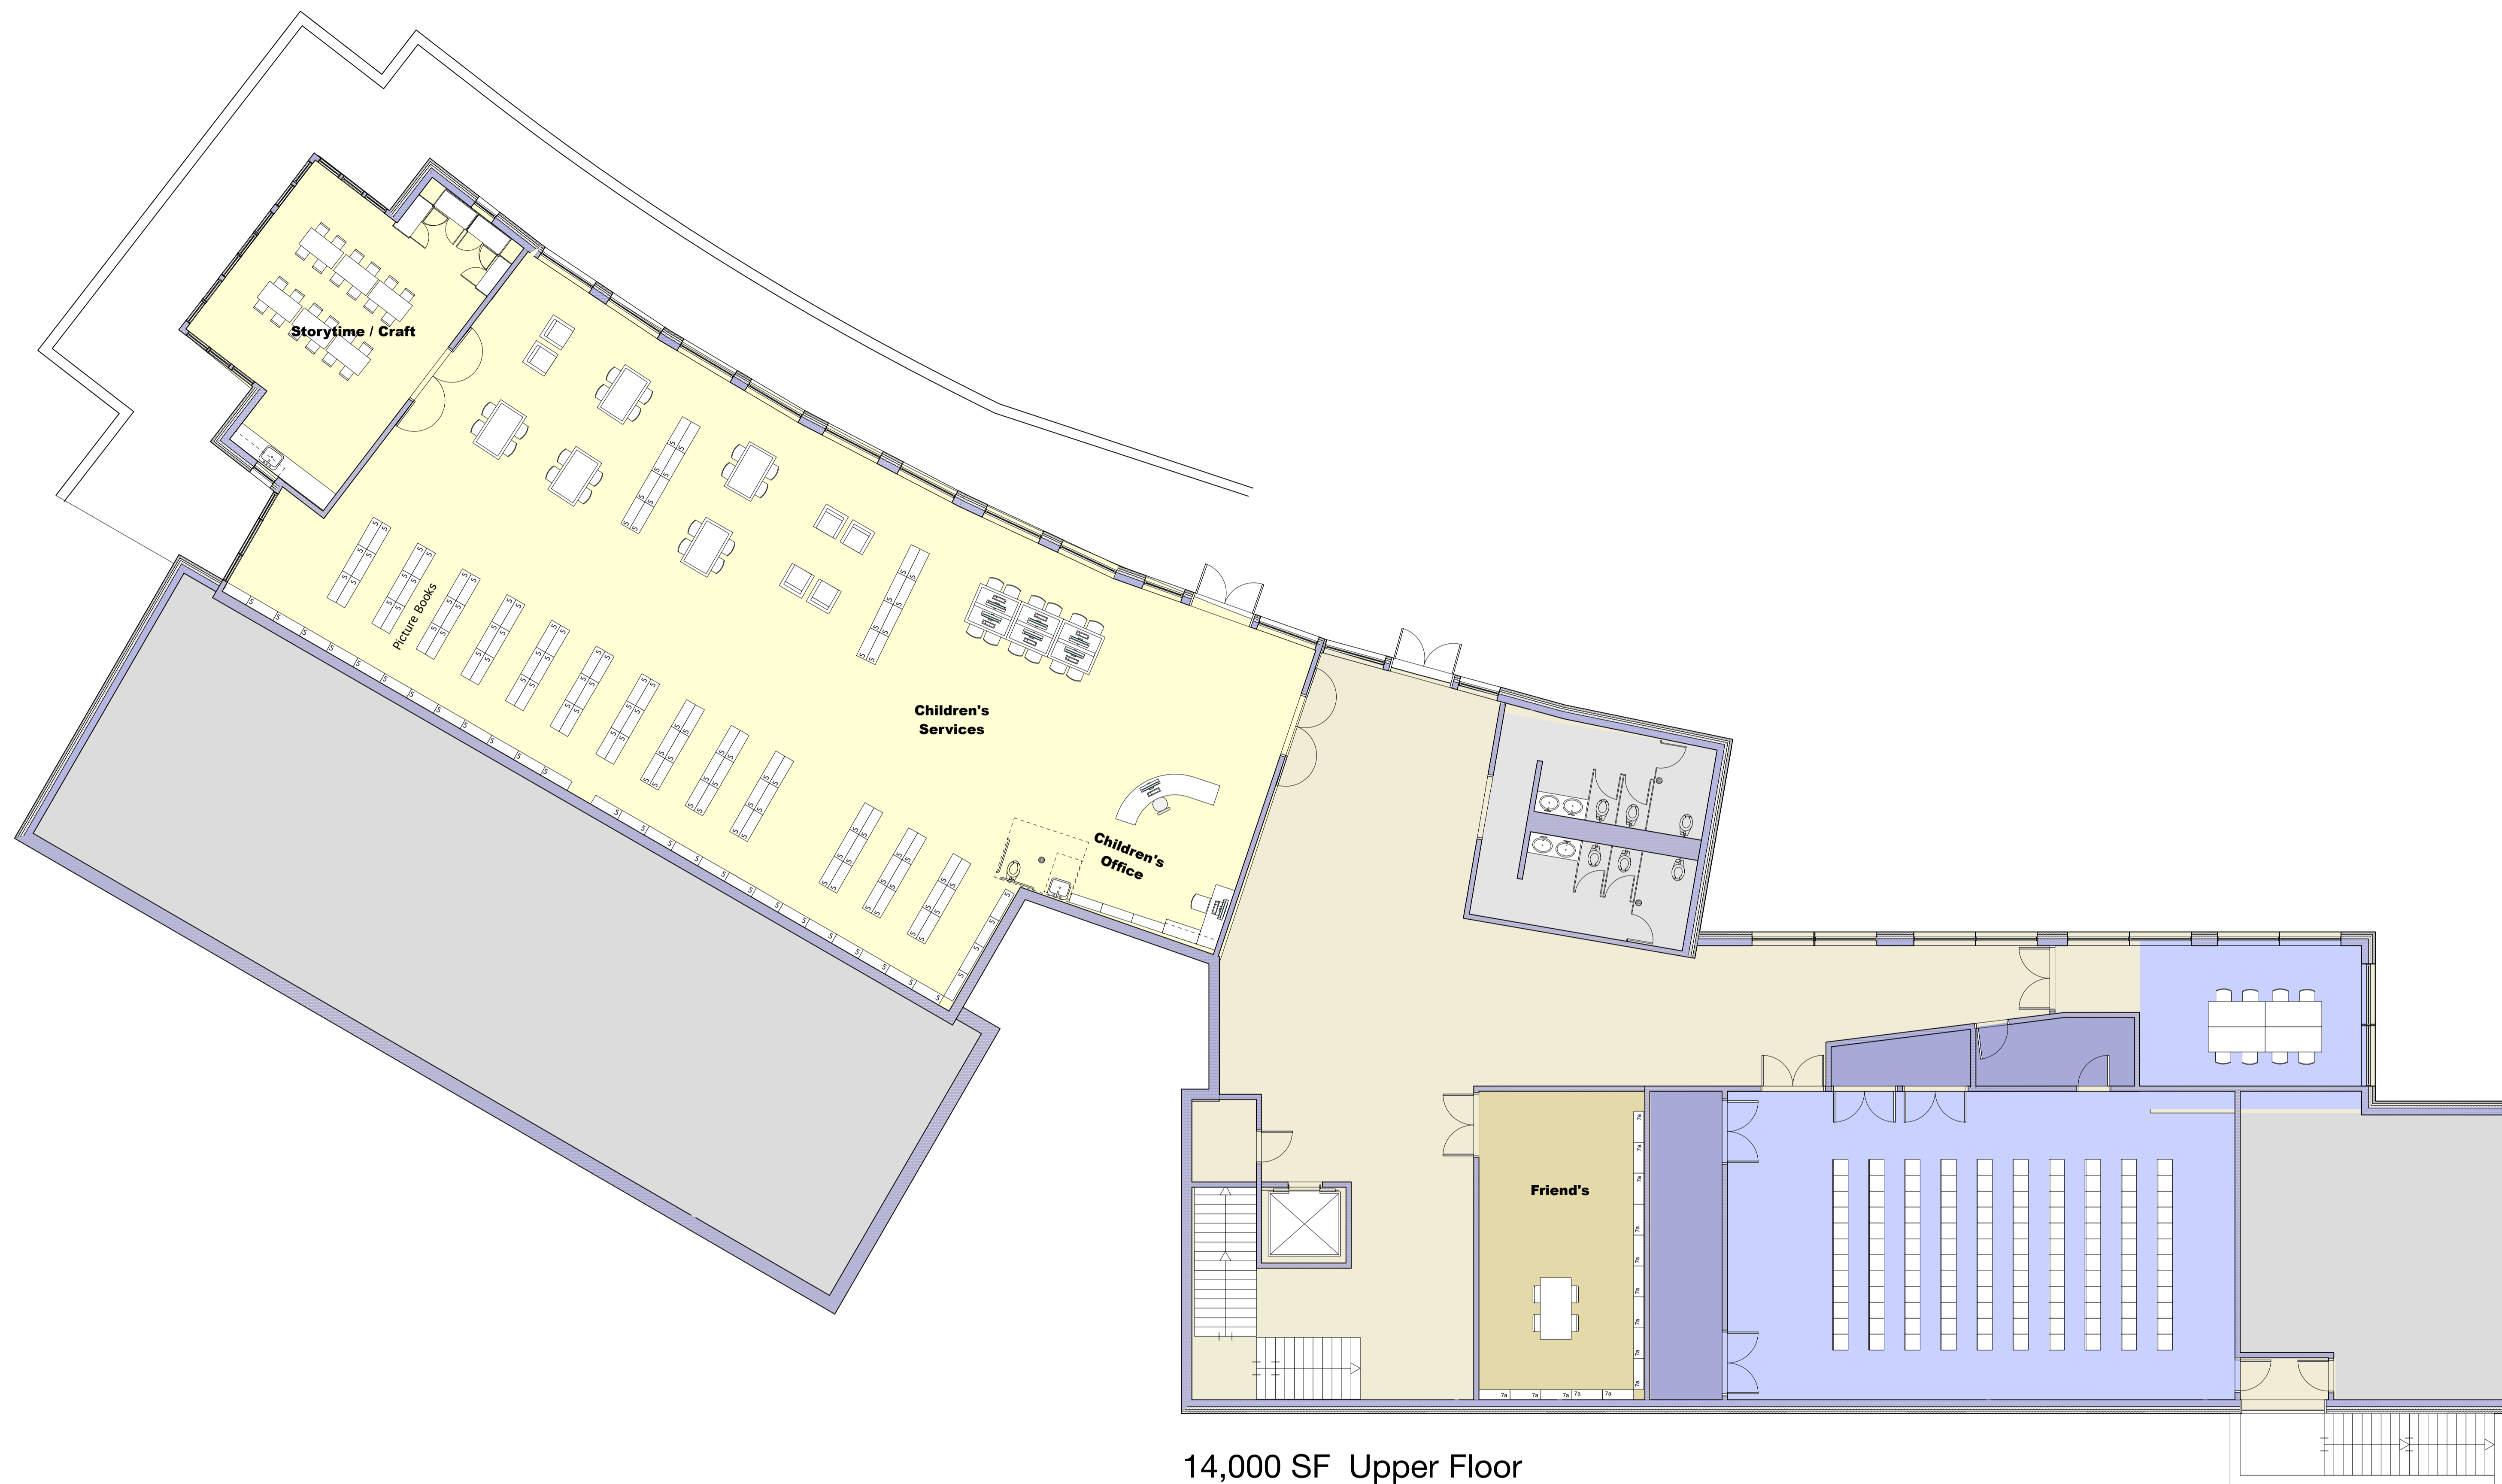 Storytime / Craft
Picture Books
Children's
Services
Children's
Office
Friend's
14,000 SF  Upper Floor